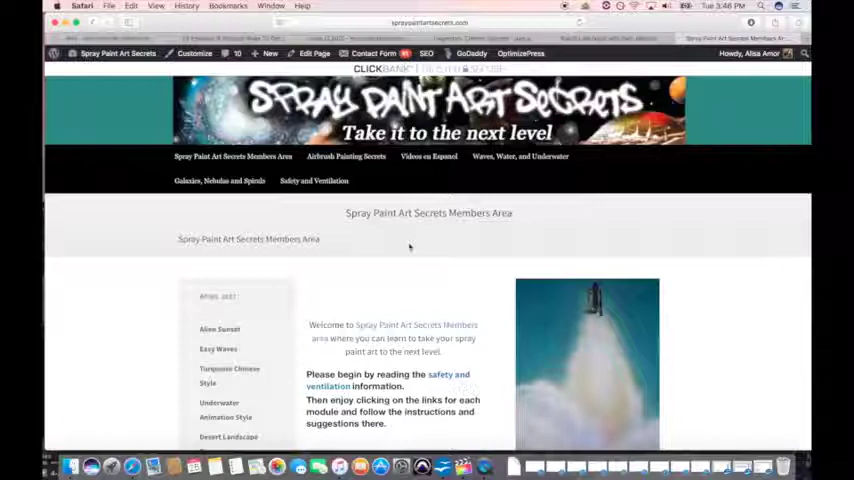 Safari File Edit View History Bookmarks Window Help Tue 3:46 PM
spraypaintartsecrets.com
Spray Paint Art Secrets Customize 10 + New Edit Page Contact Form SEO GoDaddy OptimizePress Howdy, Alisa Amor
CLICKBANK
SPRAY PAINT ART SECRETS
Take it to the next level
Spray Paint Art Secrets Members Area Airbrush Painting Secrets Videos en Espanol Waves, Water, and Underwater
Galaxies, Nebulas and Spirals Safety and Ventilation
Spray Paint Art Secrets Members Area
Spray Paint Art Secrets Members Area
Alien Sunset
Easy Waves
Turquoise Chinese
Style
Underwater
Animation Style
Desert Landscape
Welcome to Spray Paint Art Secrets Members
area where you can learn to take your spray
paint art to the next level.
Please begin by reading the safety and
ventilation information.
Then enjoy clicking on the links for each
module and follow the instructions and
suggestions there.